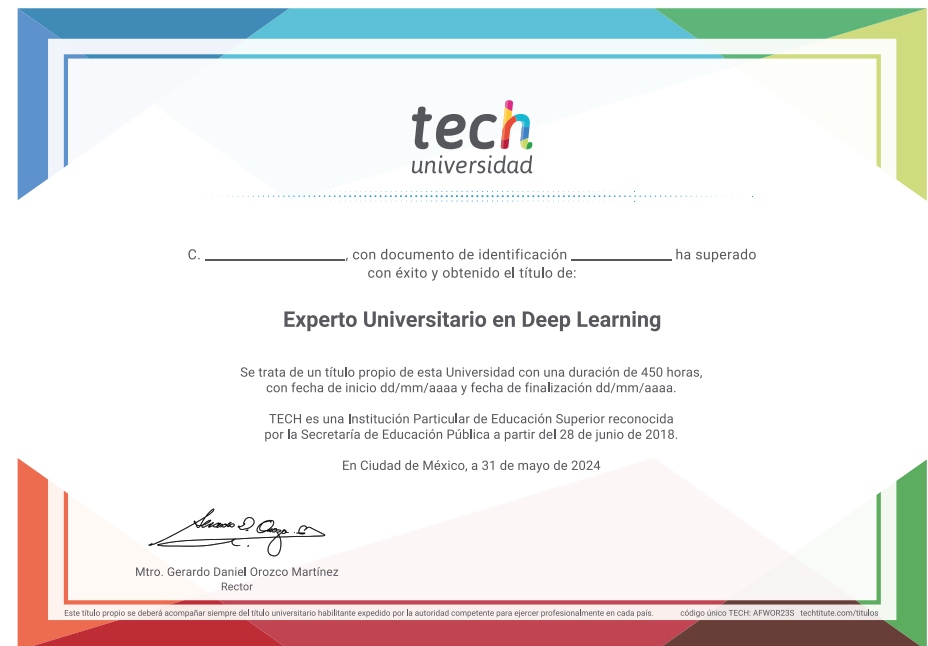 tech
universidad
C. ____________________, con documento de identificación ______________ ha superado
con éxito y obtenido el título de:
Experto Universitario en Deep Learning
Se trata de un título propio de esta Universidad con una duración de 450 horas,
con fecha de inicio dd/mm/aaaa y fecha de finalización dd/mm/aaaa.
TECH es una Institución Particular de Educación Superior reconocida
por la Secretaría de Educación Pública a partir del 28 de junio de 2018.
En Ciudad de México, a 31 de mayo de 2024
Mtro. Gerardo Daniel Orozco Martínez
Rector
Este título propio se deberá acompañar siempre del título universitario habilitante expedido por la autoridad competente para ejercer profesionalmente en cada país. código único TECH: AFWOR23S techtitute.com/titulos